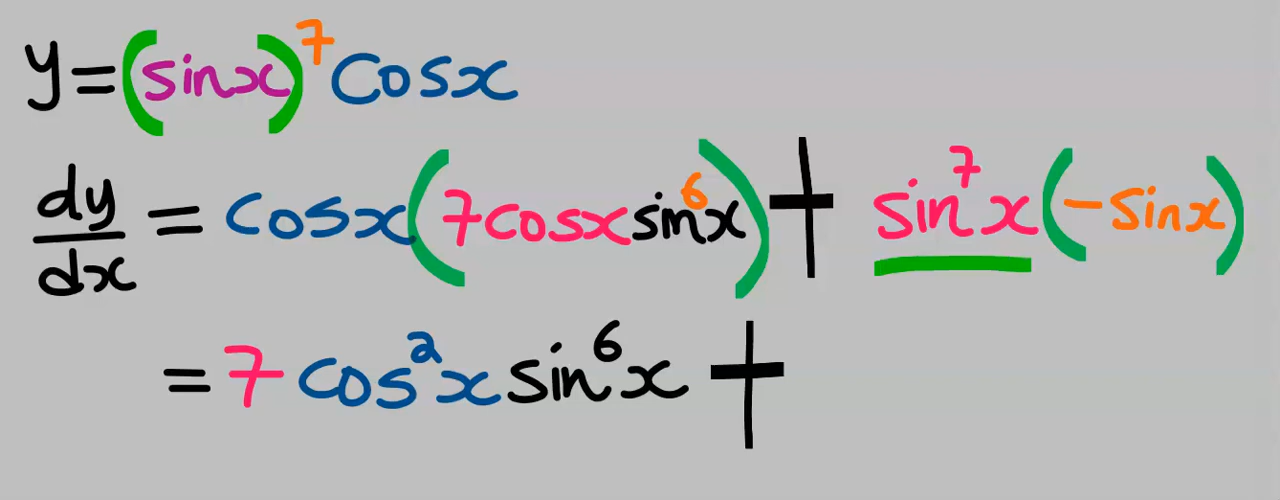 y=(sinx)⁷cosx
dy/dx = cosx(7cosxsin⁶x)+ sin⁷x(-sinx)
=7cos²xsin⁶x+